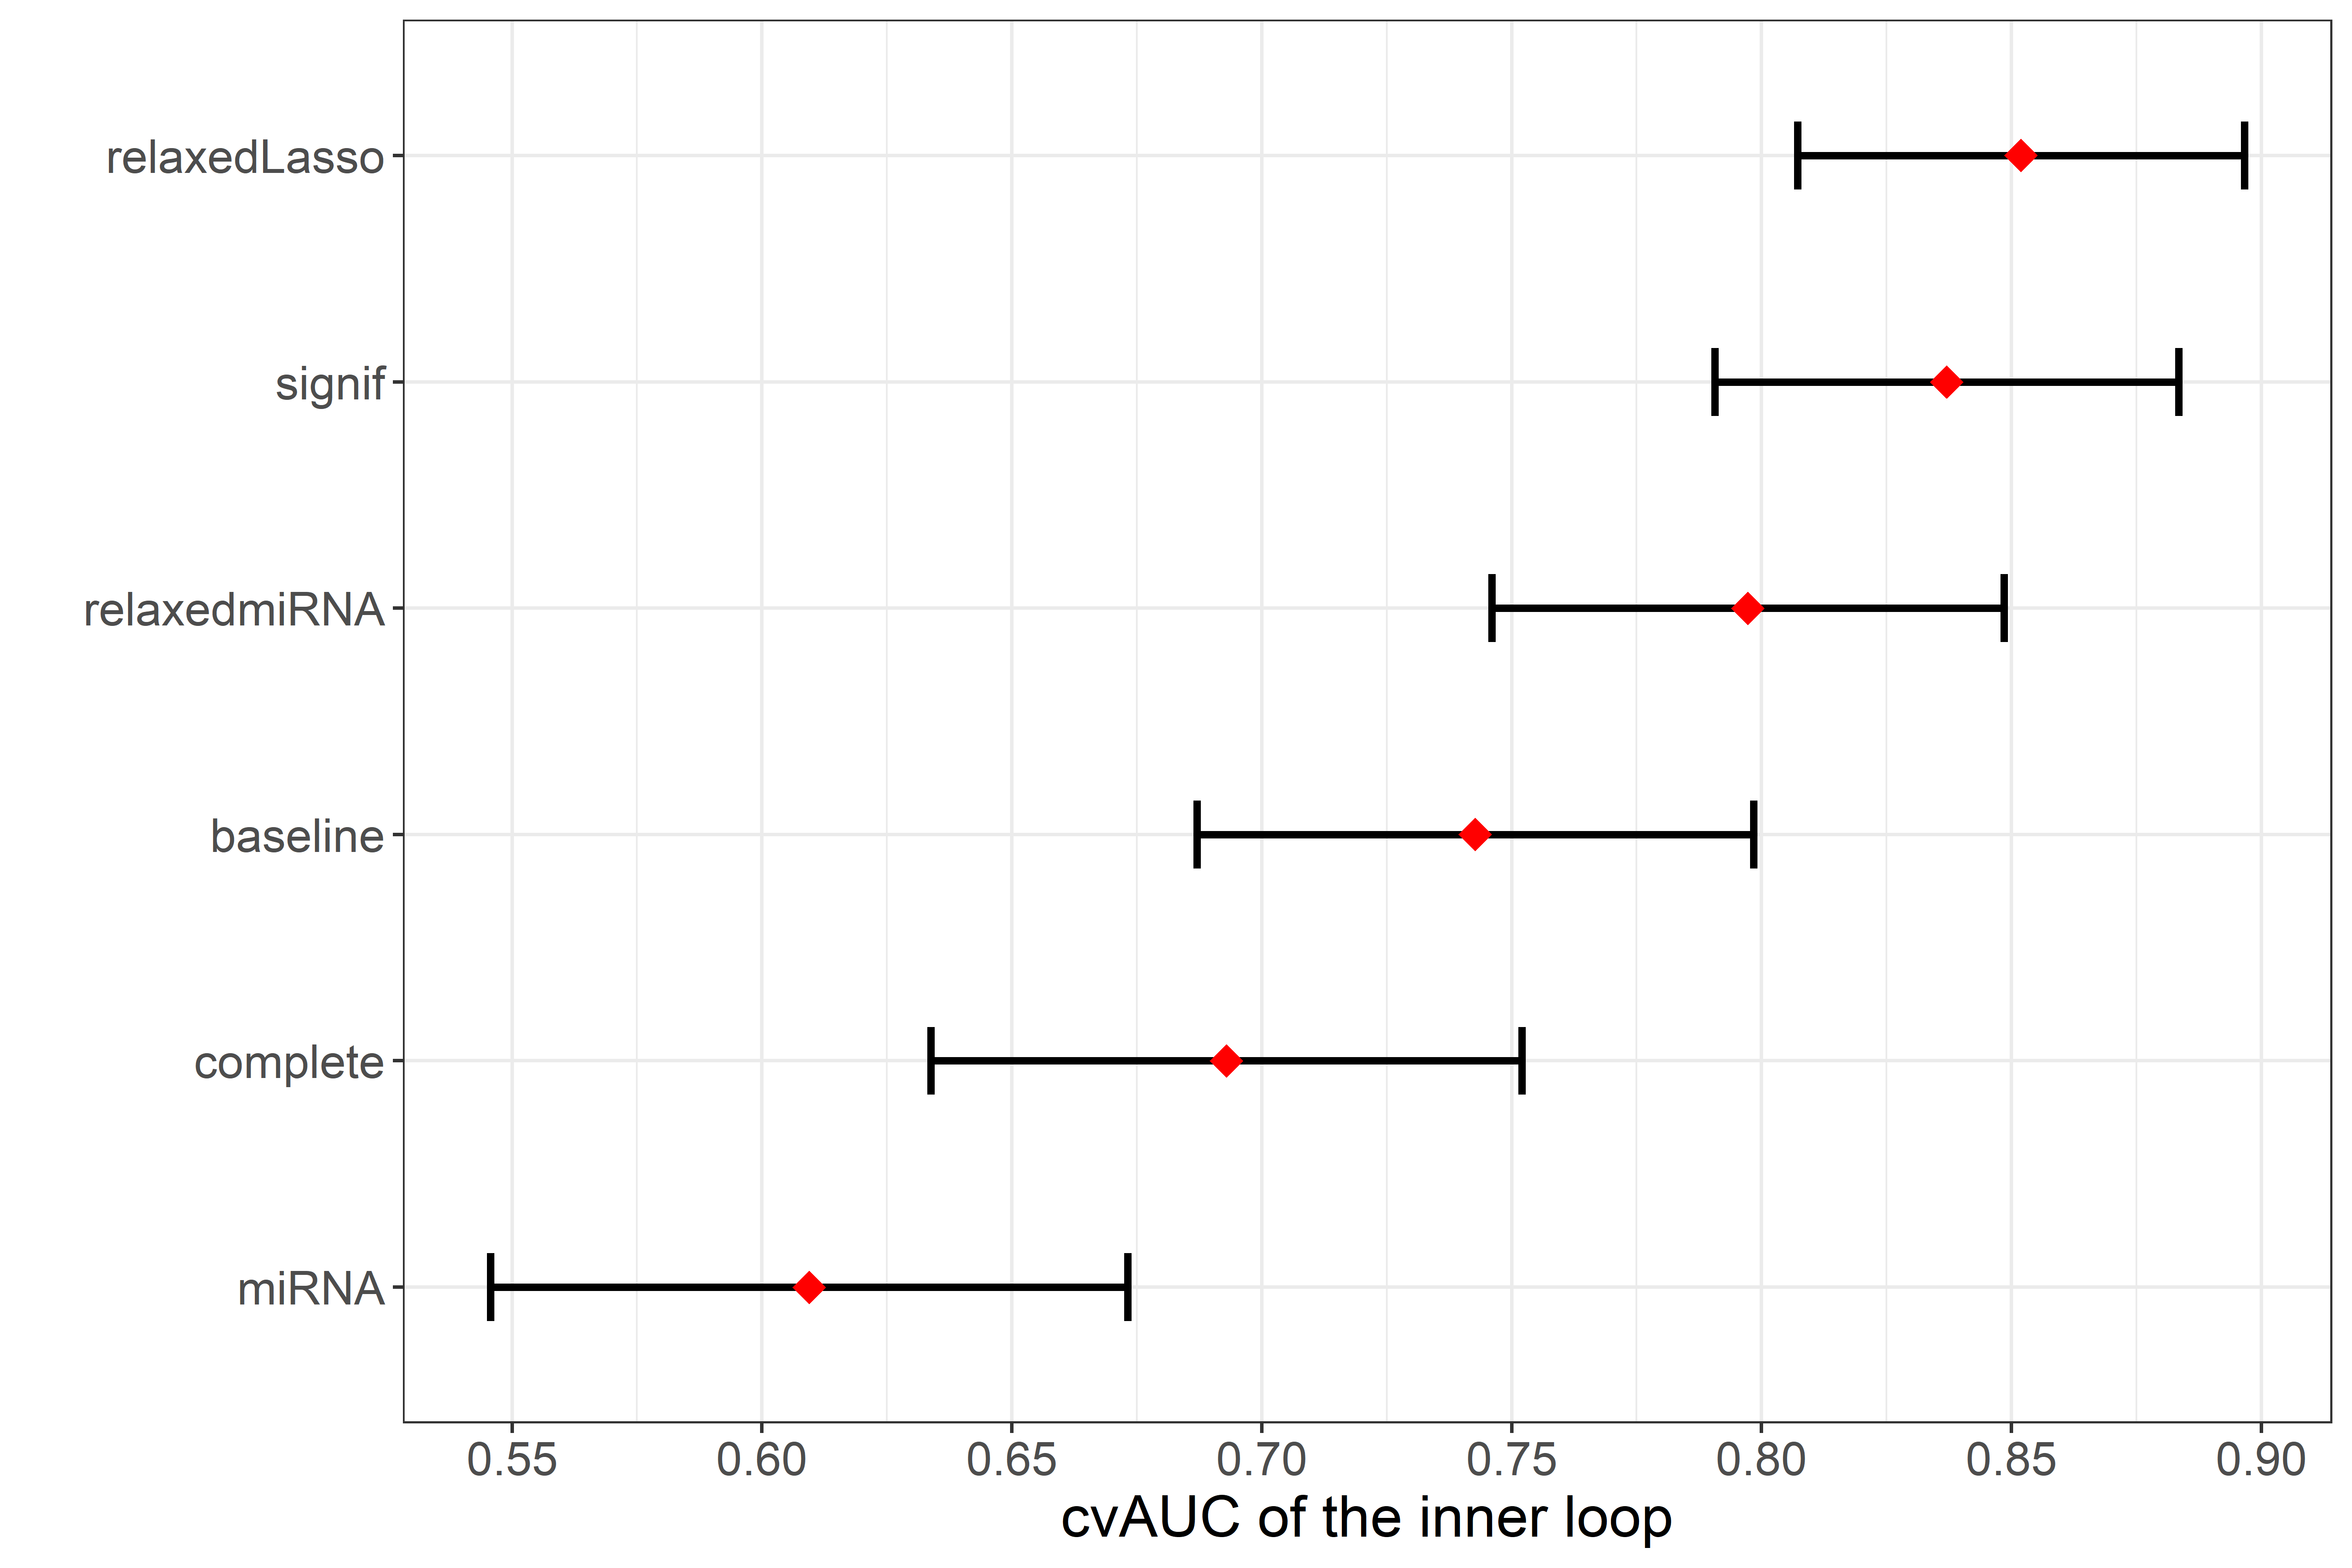 relaxedLasso
signif
relaxedmiRNA
baseline
complete
miRNA
0.55 0.60 0.65 0.70 0.75 0.80 0.85 0.90
cvAUC of the inner loop